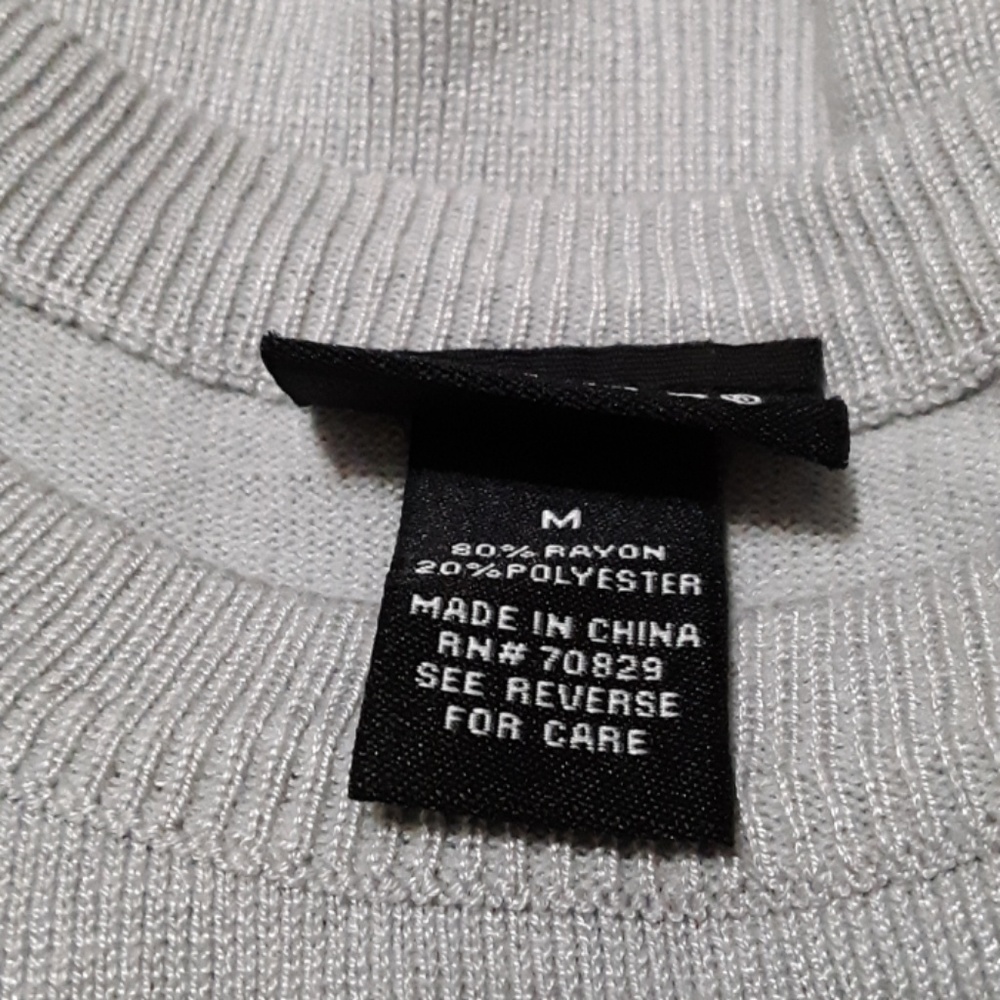 ®
M
80% RAYON
20% POLYESTER
MADE IN CHINA
RN# 70829
SEE REVERSE
FOR CARE